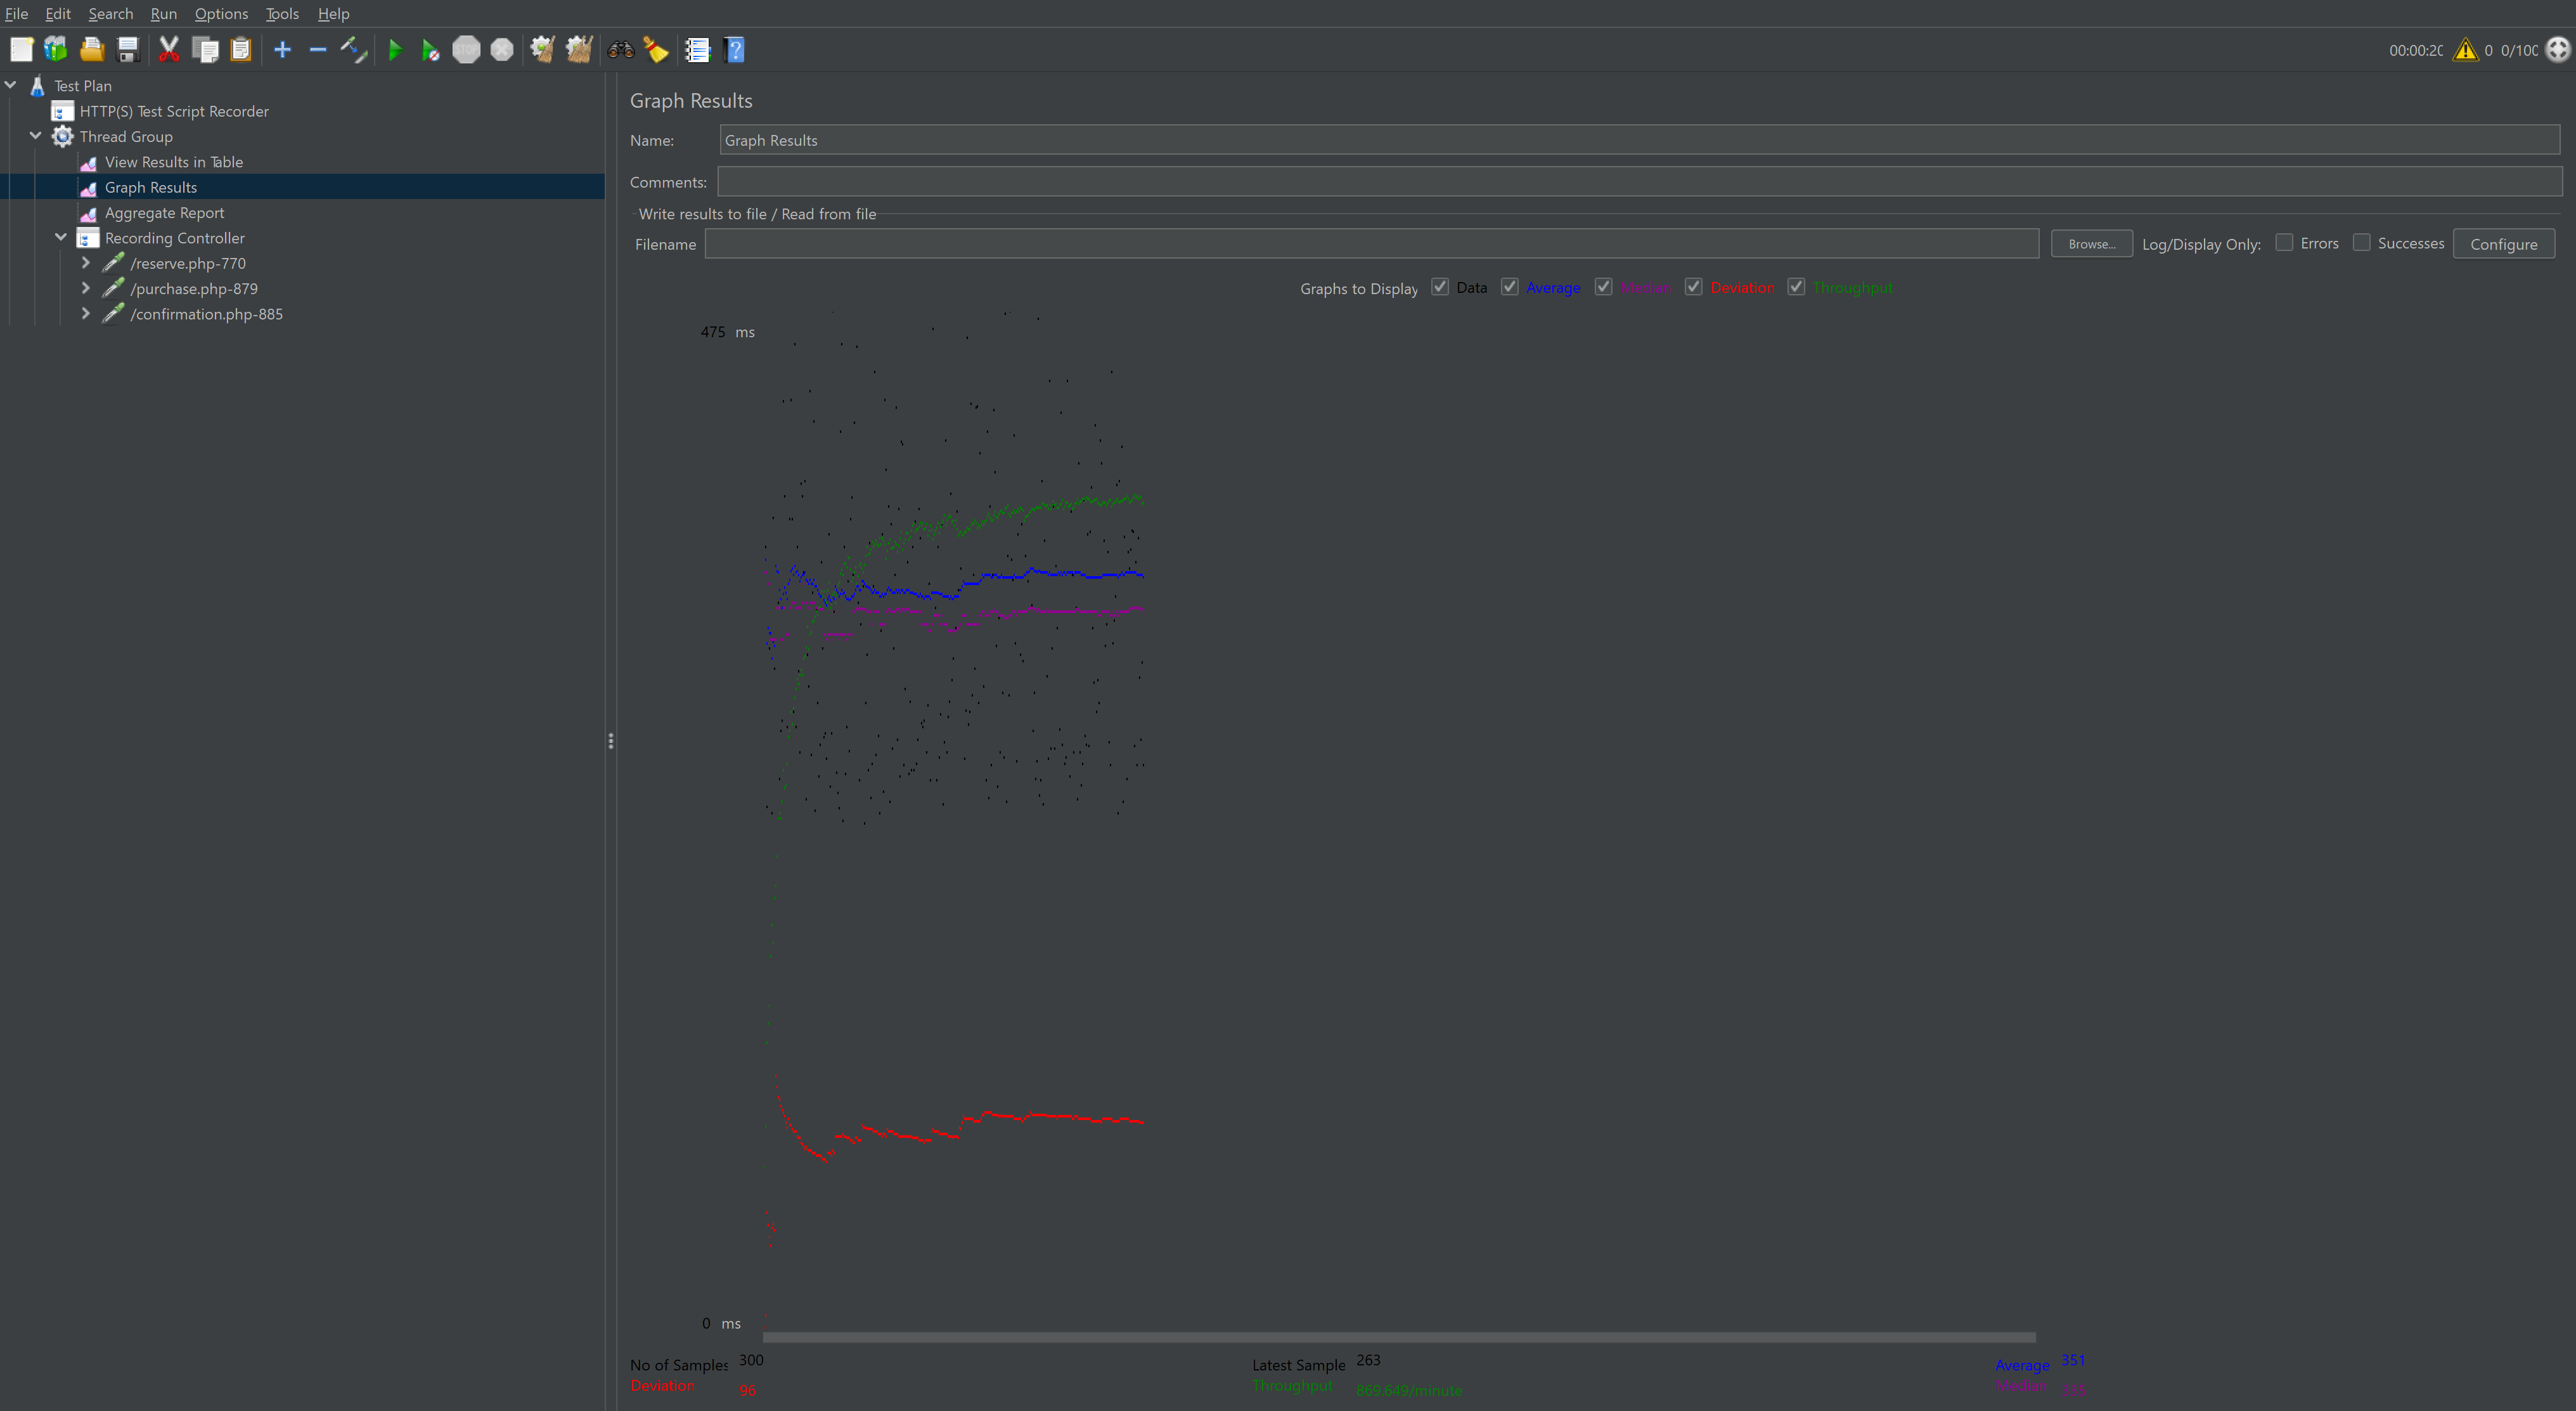 File Edit Search Run Options Tools Help
00:00:20 0 0/100
Test Plan
HTTP(S) Test Script Recorder
Thread Group
View Results in Table
Graph Results
Aggregate Report
Recording Controller
/reserve.php-770
/purchase.php-879
/confirmation.php-885
Graph Results
Name: Graph Results
Comments:
Write results to file / Read from file
Filename Browse... Log/Display Only: Errors Successes Configure
Graphs to Display Data Average Median Deviation Throughput
475 ms
0 ms
No of Samples 300 Latest Sample 263 Average 351
Deviation 96 Throughput 869.649/minute Median